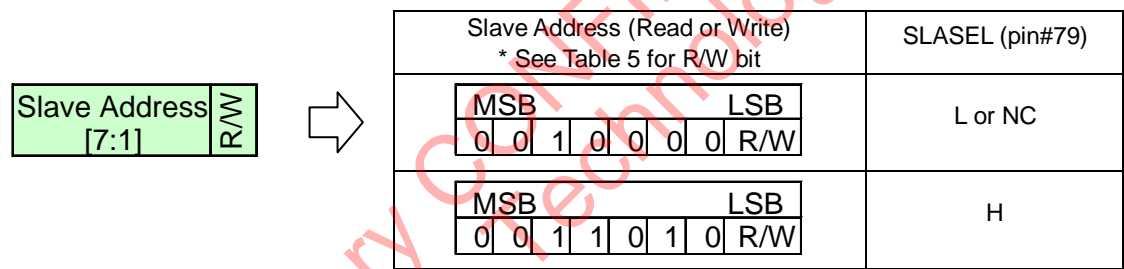 Slave Address (Read or Write)
* See Table 5 for R/W bit
SLASEL (pin#79)
Slave Address
[7:1]
R/W
MSB LSB
0 0 1 0 0 0 0 R/W
L or NC
MSB LSB
0 0 1 1 0 1 0 R/W
H